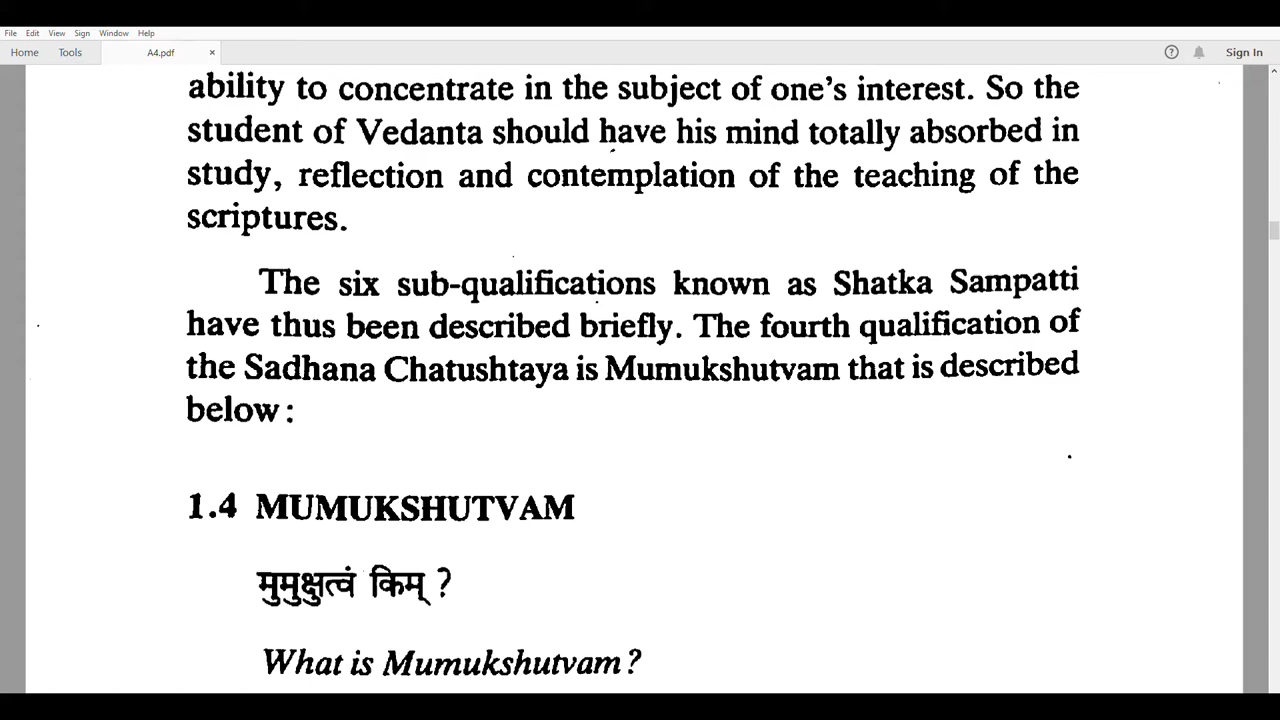 File Edit View Sign Window Help
Home Tools A4.pdf × ? Sign In
ability to concentrate in the subject of one's interest. So the
student of Vedanta should have his mind totally absorbed in
study, reflection and contemplation of the teaching of the
scriptures.
The six sub-qualifications known as Shatka Sampatti
have thus been described briefly. The fourth qualification of
the Sadhana Chatushtaya is Mumukshutvam that is described
below :
1.4 MUMUKSHUTVAM
मुमुक्षुत्वं किम् ?
What is Mumukshutvam?